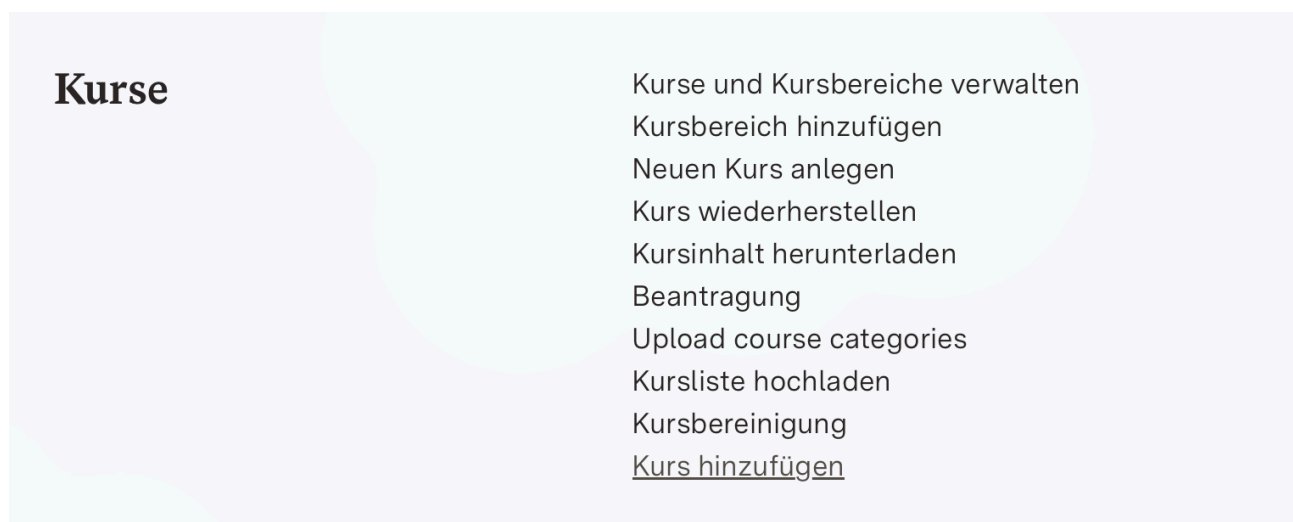 Kurse
Kurse und Kursbereiche verwalten
Kursbereich hinzufügen
Neuen Kurs anlegen
Kurs wiederherstellen
Kursinhalt herunterladen
Beantragung
Upload course categories
Kursliste hochladen
Kursbereinigung
Kurs hinzufügen